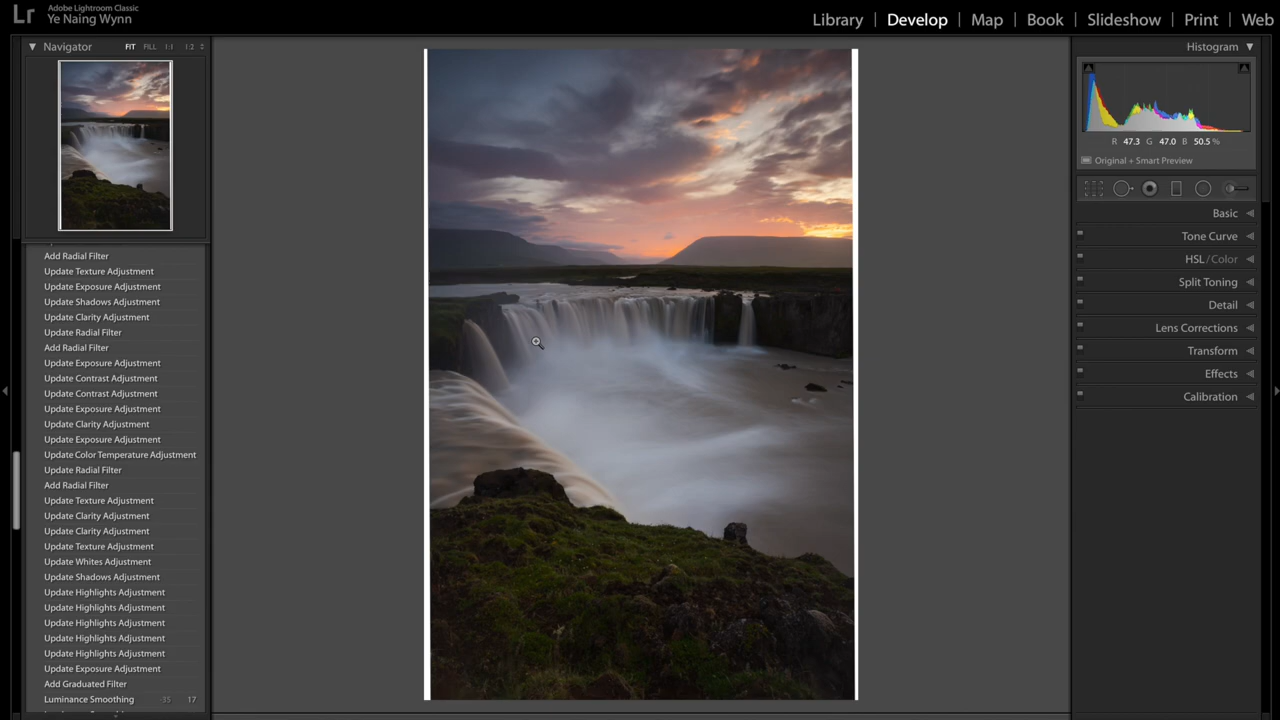 Lr
Adobe Lightroom Classic
Ye Naing Wynn
Library | Develop | Map | Book | Slideshow | Print | Web
Navigator FIT FILL 1:1 1:2
Histogram
R 47.3 G 47.0 B 50.5 %
Original + Smart Preview
Basic
Tone Curve
HSL / Color
Split Toning
Detail
Lens Corrections
Transform
Effects
Calibration
Add Radial Filter
Update Texture Adjustment
Update Exposure Adjustment
Update Shadows Adjustment
Update Clarity Adjustment
Update Radial Filter
Add Radial Filter
Update Exposure Adjustment
Update Contrast Adjustment
Update Contrast Adjustment
Update Exposure Adjustment
Update Clarity Adjustment
Update Exposure Adjustment
Update Color Temperature Adjustment
Update Radial Filter
Add Radial Filter
Update Texture Adjustment
Update Clarity Adjustment
Update Clarity Adjustment
Update Texture Adjustment
Update Whites Adjustment
Update Shadows Adjustment
Update Highlights Adjustment
Update Highlights Adjustment
Update Highlights Adjustment
Update Highlights Adjustment
Update Highlights Adjustment
Update Exposure Adjustment
Add Graduated Filter
Luminance Smoothing -35 17